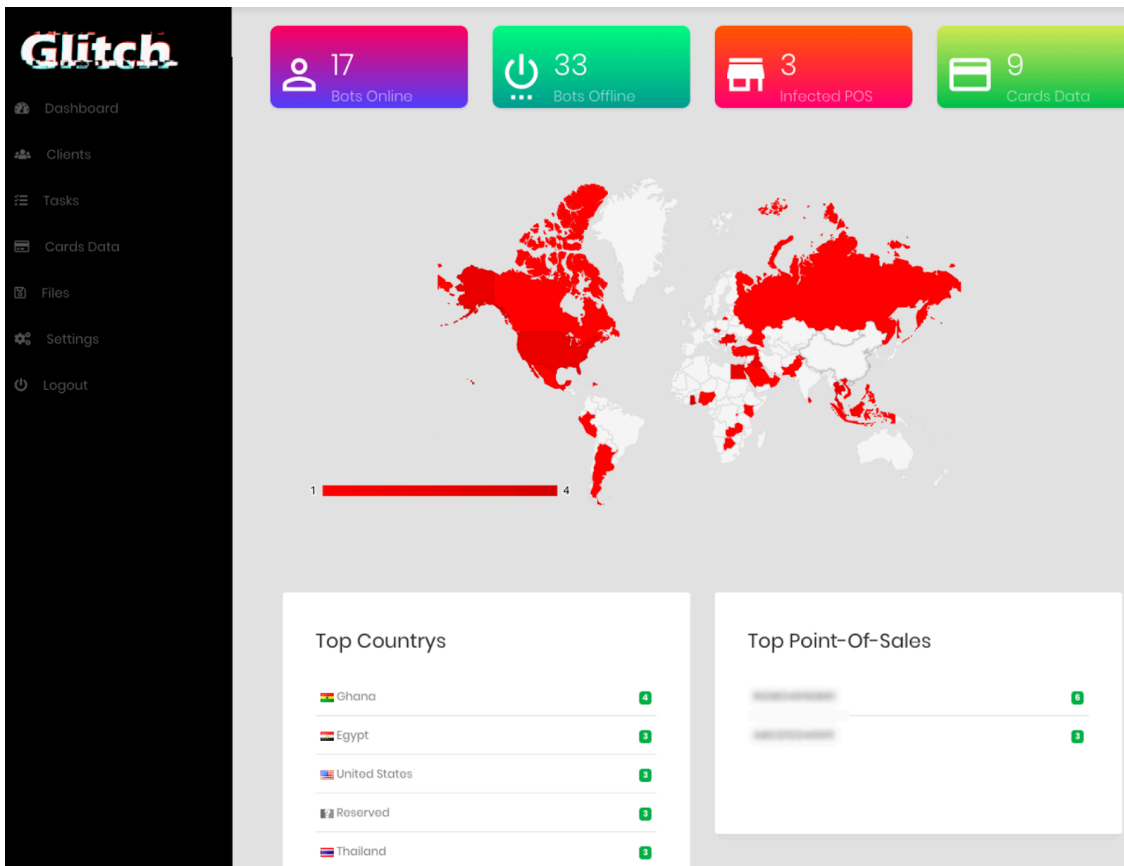 Glitch
Dashboard
Clients
Tasks
Cards Data
Files
Settings
Logout
17
Bots Online
33
Bots Offline
3
Infected POS
9
Cards Data
1
4
Top Countrys
Ghana 4
Egypt 3
United States 3
Reserved 3
Thailand 3
Top Point-Of-Sales
6
3